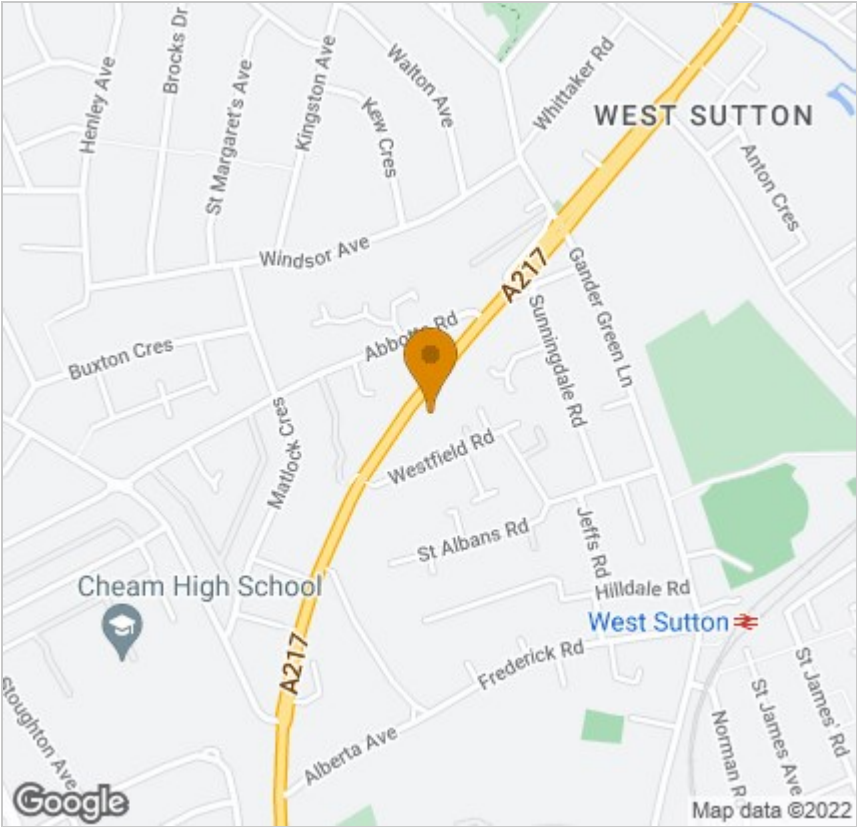 Henley Ave
Brocks Dr
St Margaret's Ave
Kingston Ave
Walton Ave
Kew Cres
Whittaker Rd
WEST SUTTON
Anton Cres
Windsor Ave
A217
Gander Green Ln
Abbotts Rd
Sunningdale Rd
Buxton Cres
Matlock Cres
Westfield Rd
St Albans Rd
Jeffs Rd
Cheam High School
Hilldale Rd
West Sutton
A217
Frederick Rd
St James' Rd
St James Ave
Norman Rd
Stoughton Ave
Alberta Ave
Google
Map data ©2022